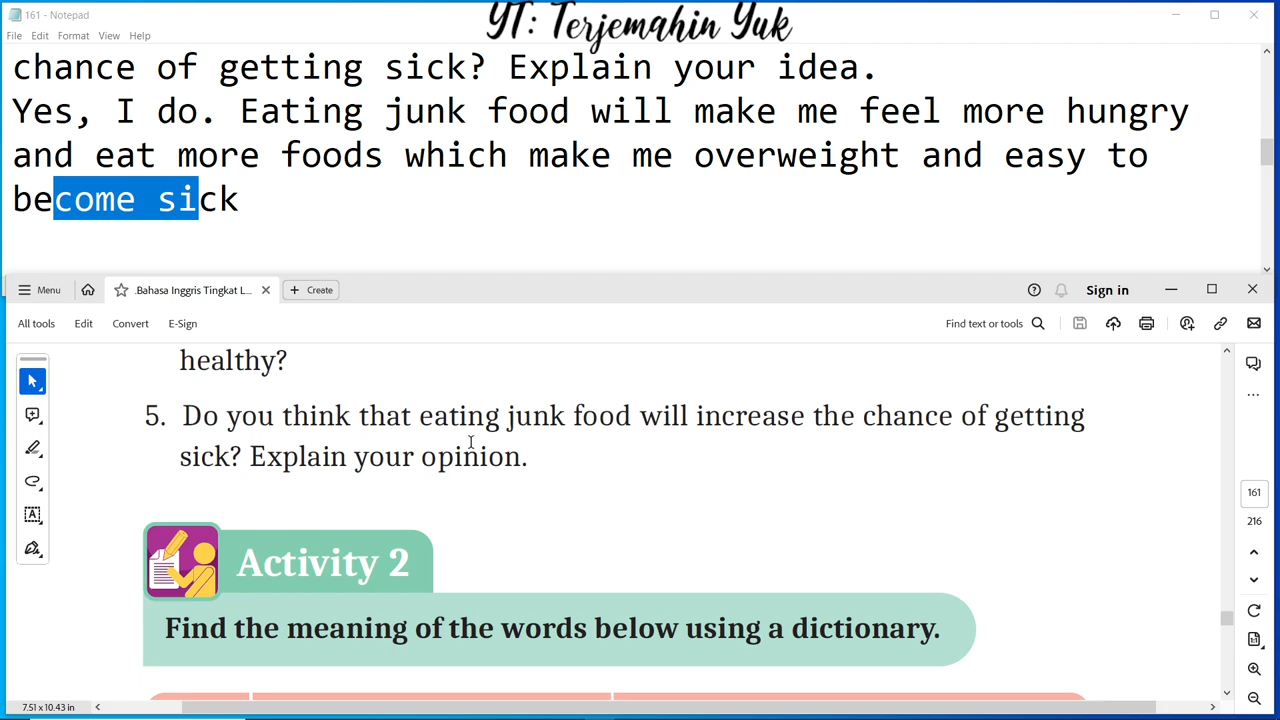 161 - Notepad
YT: Terjemahin Yuk
File Edit Format View Help
chance of getting sick? Explain your idea.
Yes, I do. Eating junk food will make me feel more hungry
and eat more foods which make me overweight and easy to
become sick
Menu
.Bahasa Inggris Tingkat L...
Create
Sign in
All tools Edit Convert E-Sign
Find text or tools
healthy?
5. Do you think that eating junk food will increase the chance of getting
sick? Explain your opinion.
161
216
Activity 2
Find the meaning of the words below using a dictionary.
7.51 x 10.43 in